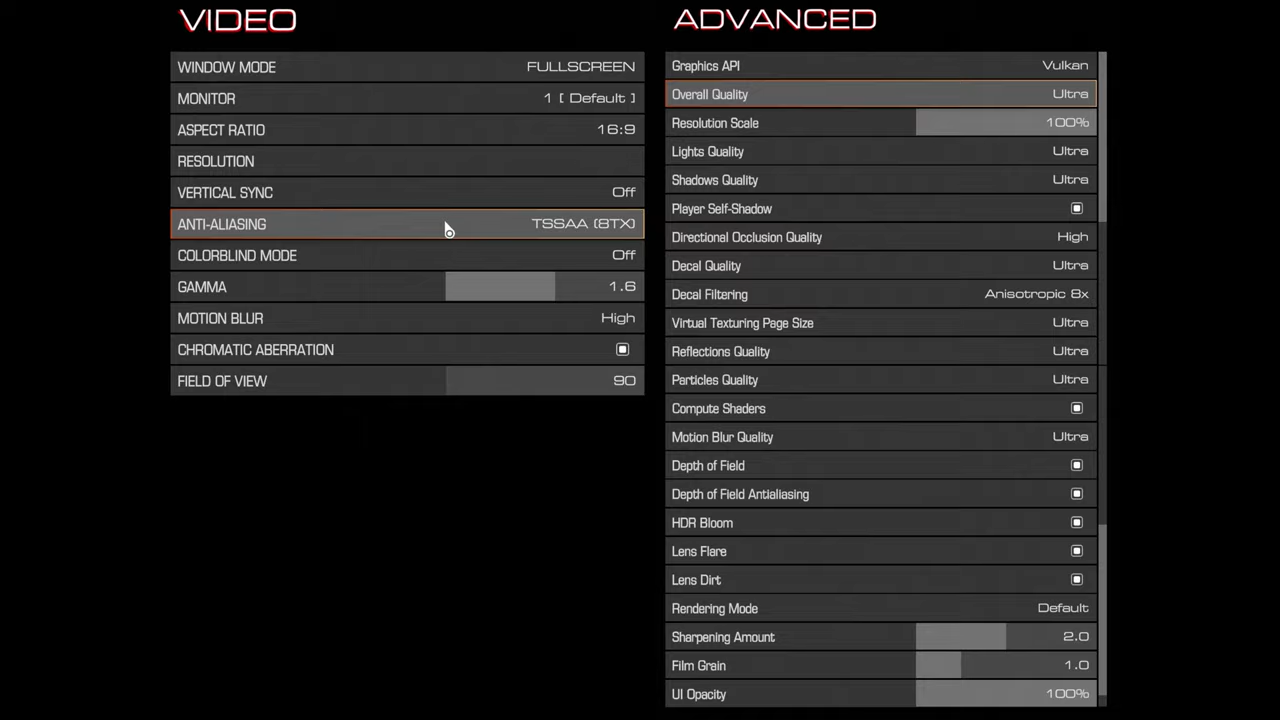 VIDEO
WINDOW MODE FULLSCREEN
MONITOR 1 [ Default ]
ASPECT RATIO 16:9
RESOLUTION
VERTICAL SYNC Off
ANTI-ALIASING TSSAA (8TX)
COLORBLIND MODE Off
GAMMA 1.6
MOTION BLUR High
CHROMATIC ABERRATION
FIELD OF VIEW 90
ADVANCED
Graphics API Vulkan
Overall Quality Ultra
Resolution Scale 100%
Lights Quality Ultra
Shadows Quality Ultra
Player Self-Shadow
Directional Occlusion Quality High
Decal Quality Ultra
Decal Filtering Anisotropic 8x
Virtual Texturing Page Size Ultra
Reflections Quality Ultra
Particles Quality Ultra
Compute Shaders
Motion Blur Quality Ultra
Depth of Field
Depth of Field Antialiasing
HDR Bloom
Lens Flare
Lens Dirt
Rendering Mode Default
Sharpening Amount 2.0
Film Grain 1.0
UI Opacity 100%